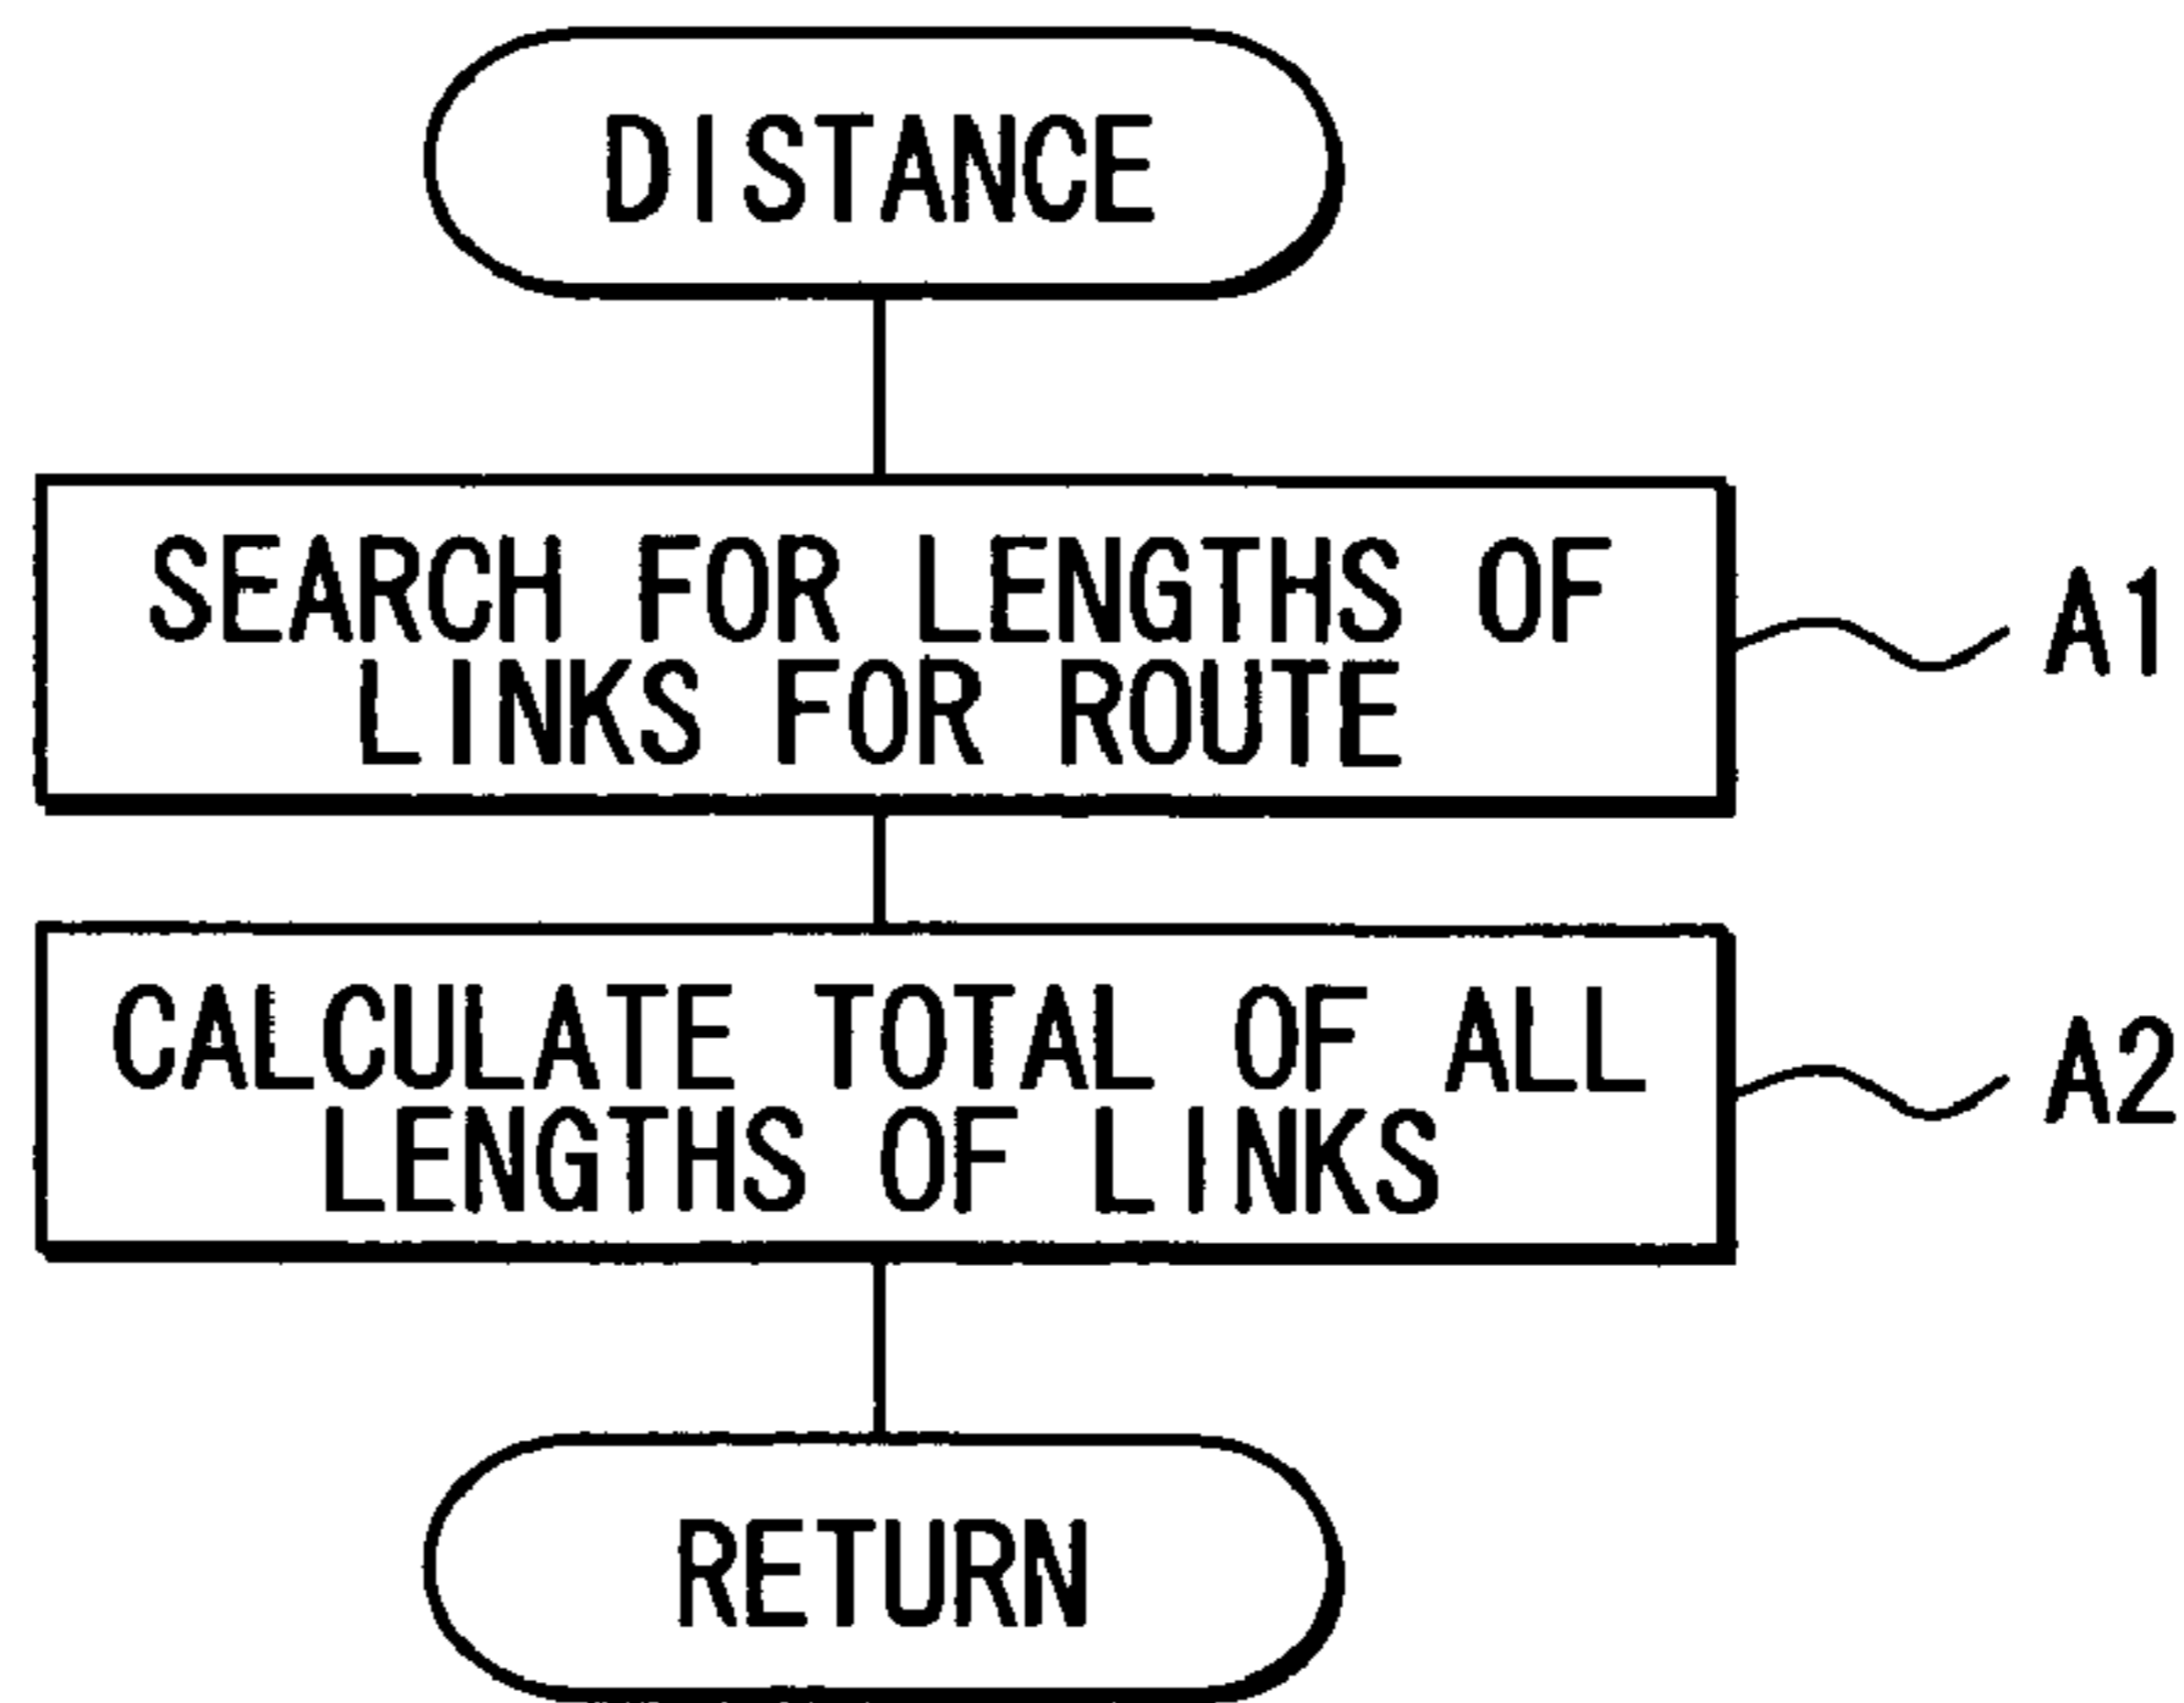 DISTANCE
SEARCH FOR LENGTHS OF
LINKS FOR ROUTE
A1
CALCULATE TOTAL OF ALL
LENGTHS OF LINKS
A2
RETURN